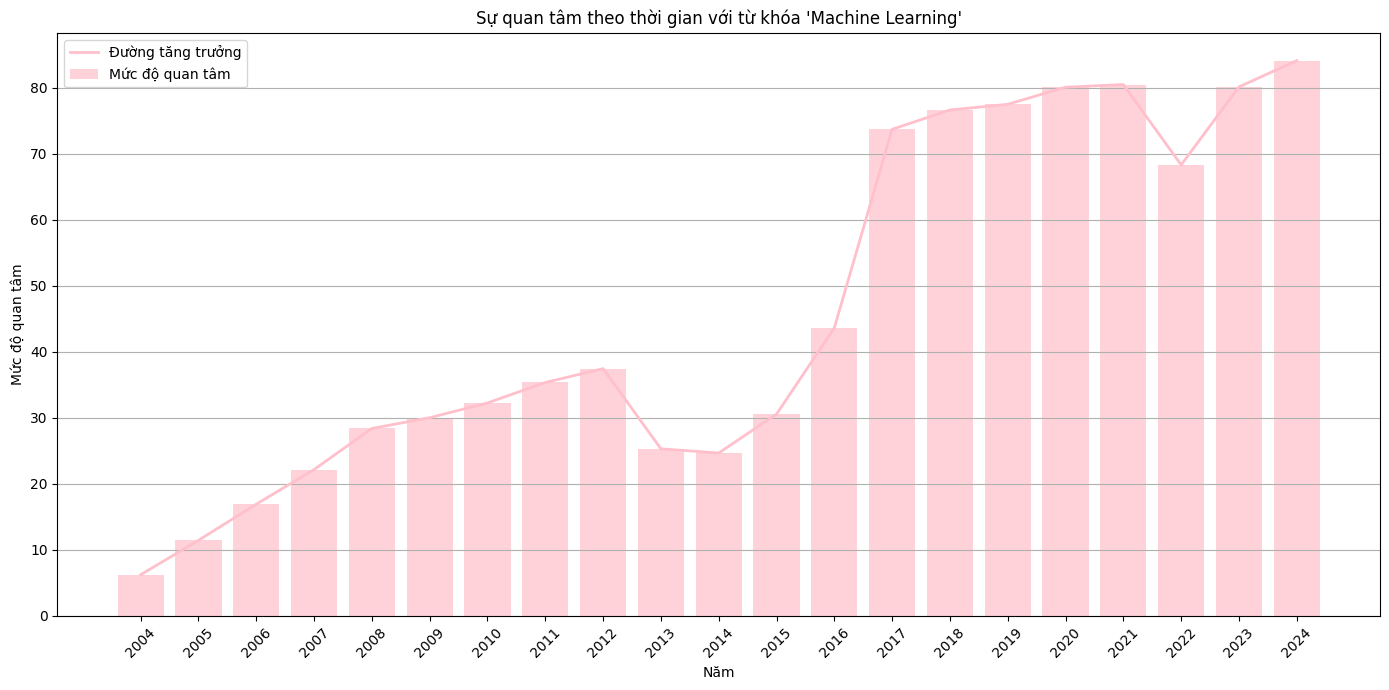 Sự quan tâm theo thời gian với từ khóa 'Machine Learning'
Đường tăng trưởng
Mức độ quan tâm
Mức độ quan tâm
80
70
60
50
40
30
20
10
0
2004 2005 2006 2007 2008 2009 2010 2011 2012 2013 2014 2015 2016 2017 2018 2019 2020 2021 2022 2023 2024
Năm